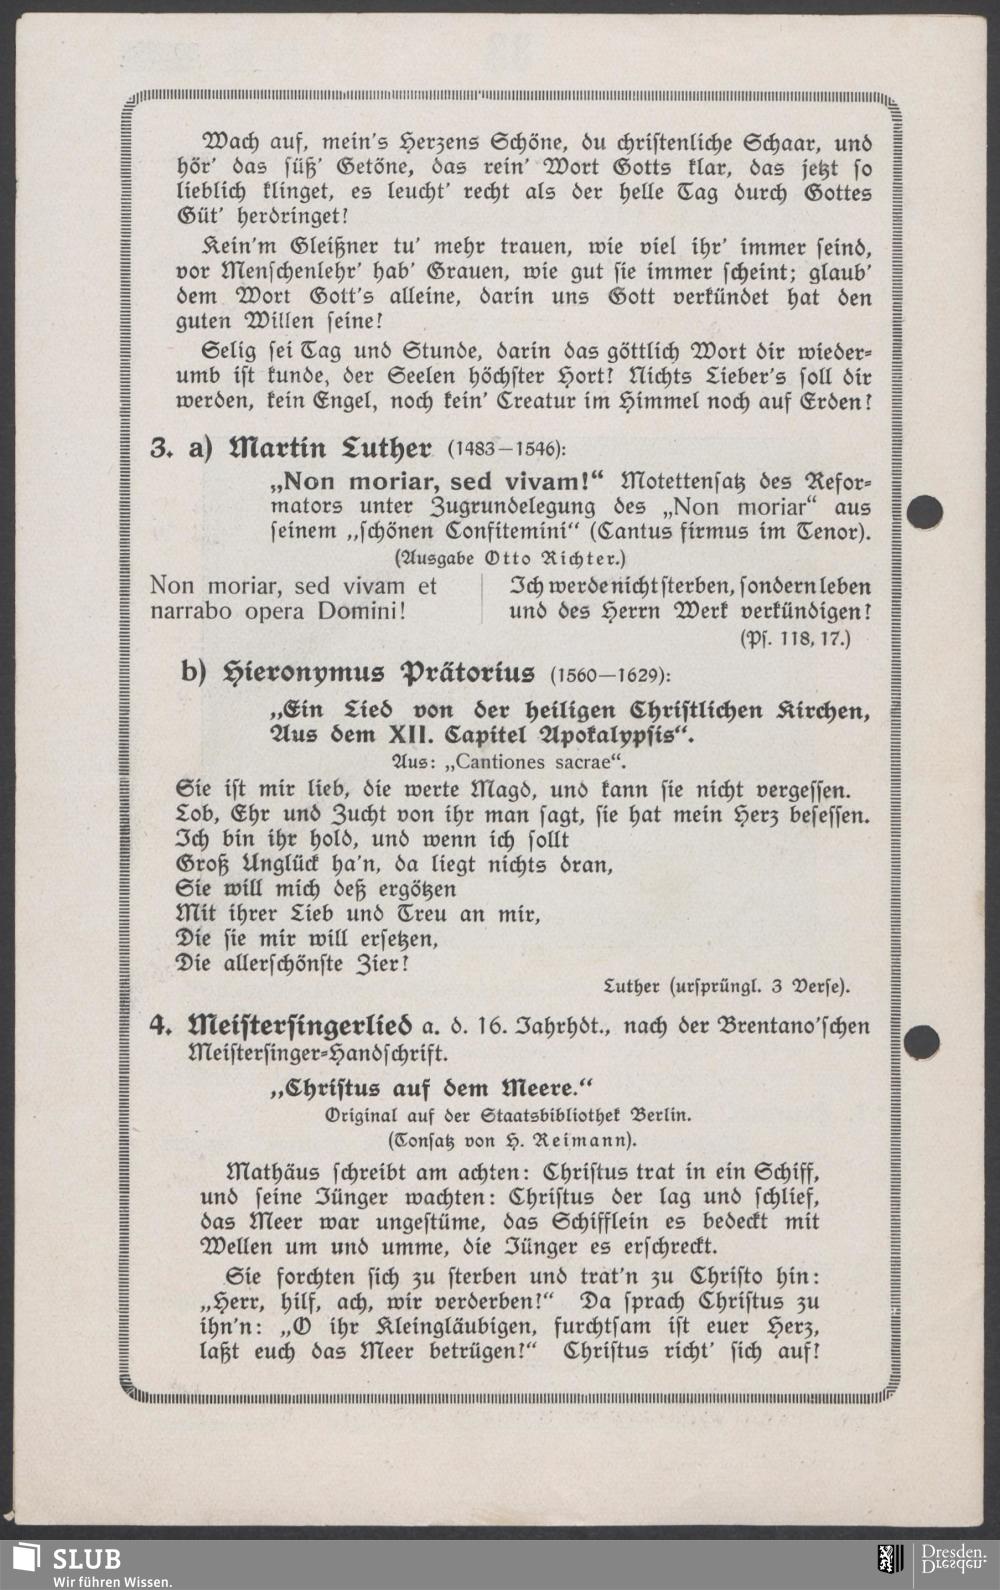 Wach auf, mein's Herzens Schöne, du christenliche Schaar, und
hör' das süß' Getöne, das rein' Wort Gotts klar, das jetzt so
lieblich klinget, es leucht' recht als der helle Tag durch Gottes
Güt' herdringet!
Kein'm Gleißner tu' mehr trauen, wie viel ihr' immer seind,
vor Menschenlehr' hab' Grauen, wie gut sie immer scheint; glaub'
dem Wort Gott's alleine, darin uns Gott verkündet hat den
guten Willen seine!
Selig sei Tag und Stunde, darin das göttlich Wort dir wieder-
umb ist kunde, der Seelen höchster Hort! Nichts Lieber's soll dir
werden, kein Engel, noch kein' Creatur im Himmel noch auf Erden!
3. a) Martin Luther (1483—1546):
„Non moriar, sed vivam!“ Motettensatz des Refor-
mators unter Zugrundelegung des „Non moriar“ aus
seinem „schönen Confitemini“ (Cantus firmus im Tenor).
(Ausgabe Otto Richter.)
Non moriar, sed vivam et
narrabo opera Domini!
Ich werde nicht sterben, sondern leben
und des Herrn Werk verkündigen!
(Ps. 118, 17.)
b) Hieronymus Prätorius (1560—1629):
„Ein Lied von der heiligen Christlichen Kirchen,
Aus dem XII. Capitel Apokalypsis“.
Aus: „Cantiones sacrae“.
Sie ist mir lieb, die werte Magd, und kann sie nicht vergessen.
Lob, Ehr und Zucht von ihr man sagt, sie hat mein Herz besessen.
Ich bin ihr hold, und wenn ich sollt
Groß Unglück ha'n, da liegt nichts dran,
Sie will mich deß ergötzen
Mit ihrer Lieb und Treu an mir,
Die sie mir will ersetzen,
Die allerschönste Zier!
Luther (ursprüngl. 3 Verse).
4. Meistersingerlied a. d. 16. Jahrhdt., nach der Brentano'schen
Meistersinger-Handschrift.
„Christus auf dem Meere.“
Original auf der Staatsbibliothek Berlin.
(Tonsatz von H. Reimann).
Mathäus schreibt am achten: Christus trat in ein Schiff,
und seine Jünger wachten: Christus der lag und schlief,
das Meer war ungestüme, das Schifflein es bedeckt mit
Wellen um und umme, die Jünger es erschreckt.
Sie forchten sich zu sterben und trat'n zu Christo hin:
„Herr, hilf, ach, wir verderben!“ Da sprach Christus zu
ihn'n: „O ihr Kleingläubigen, furchtsam ist euer Herz,
laßt euch das Meer betrügen!“ Christus richt' sich auf!
SLUB
Wir führen Wissen.
Dresden.
Dresden.